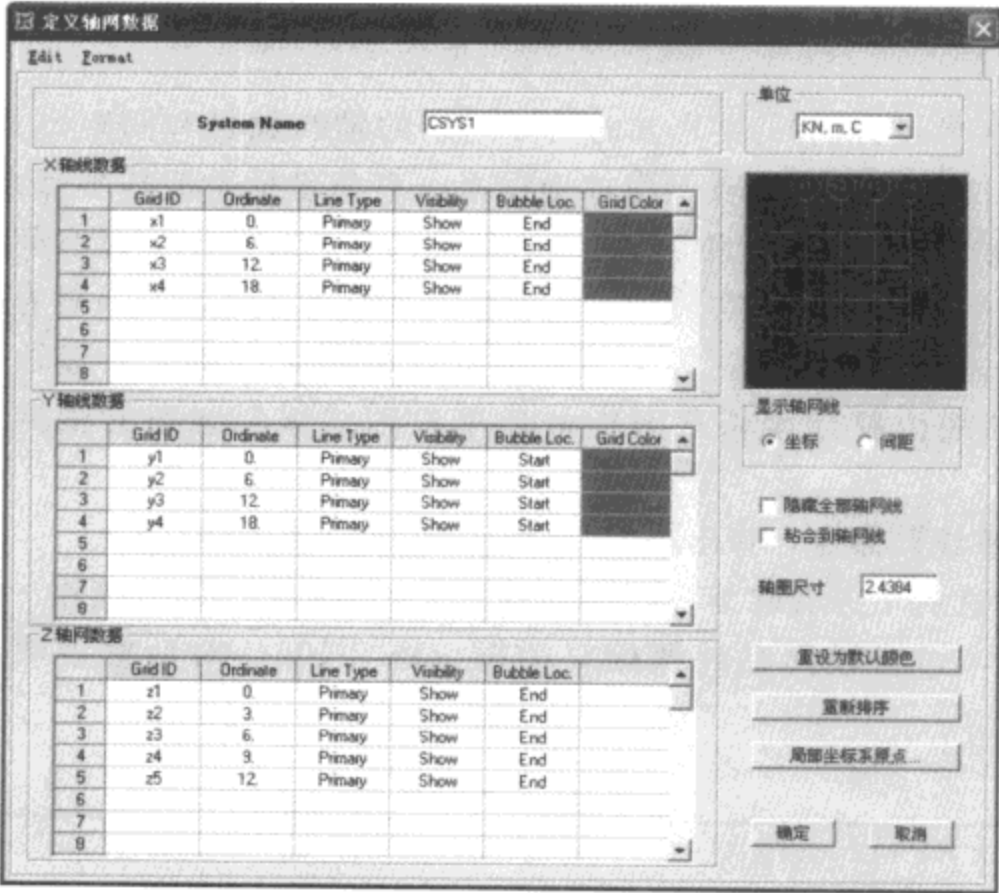 定义轴网数据
Edit Format
System Name CSYS1
单位
KN, m, C
X 轴线数据
Grid ID Ordinate Line Type Visibility Bubble Loc. Grid Color
1 x1 0. Primary Show End
2 x2 6. Primary Show End
3 x3 12. Primary Show End
4 x4 18. Primary Show End
5
6
7
8
Y 轴线数据
Grid ID Ordinate Line Type Visibility Bubble Loc. Grid Color
1 y1 0. Primary Show Start
2 y2 6. Primary Show Start
3 y3 12. Primary Show Start
4 y4 18. Primary Show Start
5
6
7
8
Z 轴网数据
Grid ID Ordinate Line Type Visibility Bubble Loc.
1 z1 0. Primary Show End
2 z2 3. Primary Show End
3 z3 6. Primary Show End
4 z4 9. Primary Show End
5 z5 12. Primary Show End
6
7
8
显示轴网线
坐标 间距
隐藏全部轴网线
粘合到轴网线
轴圈尺寸 2.4384
重设为默认颜色
重新排序
局部坐标系原点...
确定 取消